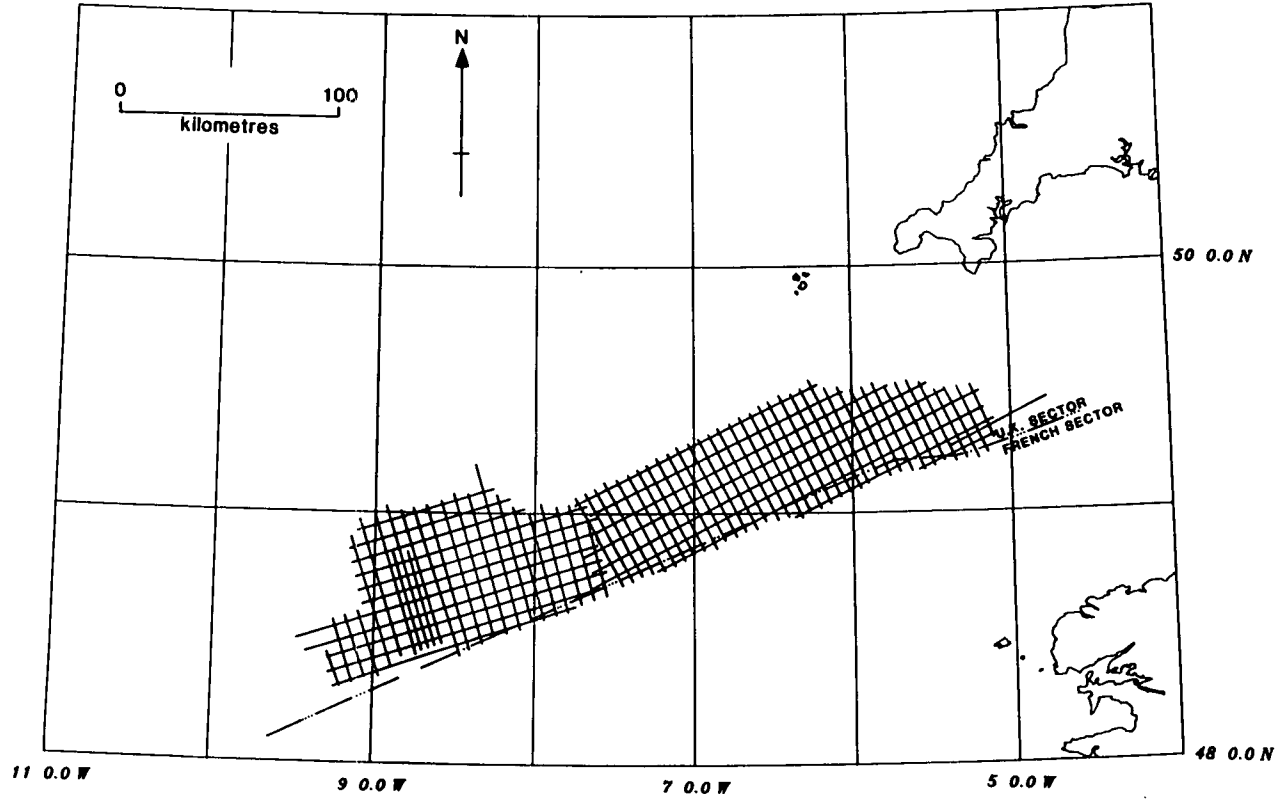 N
0 100
kilometres
50 0.0 N
U.K. SECTOR
FRENCH SECTOR
48 0.0 N
11 0.0 W
9 0.0 W
7 0.0 W
5 0.0 W